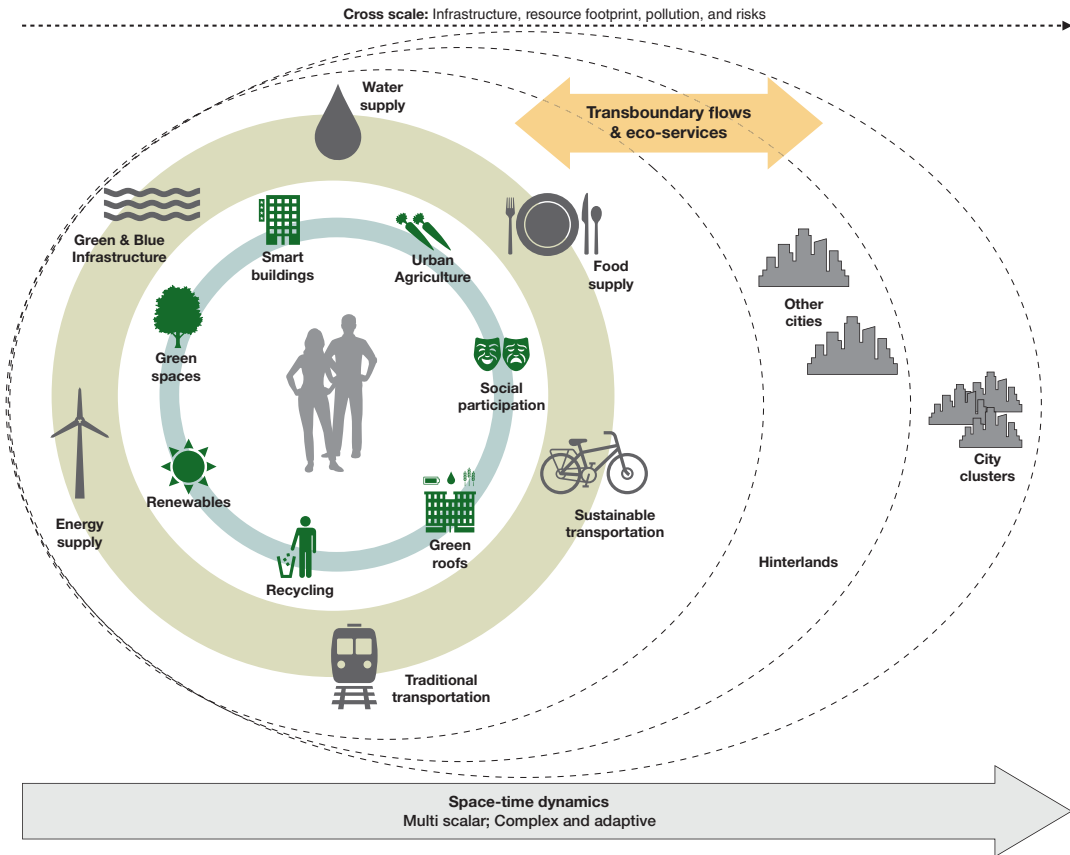 Cross scale: Infrastructure, resource footprint, pollution, and risks
Water
supply
Transboundary flows
& eco-services
Green & Blue
Infrastructure
Smart
buildings
Urban
Agriculture
Food
supply
Other
cities
Green
spaces
Social
participation
City
clusters
Renewables
Energy
supply
Sustainable
transportation
Green
roofs
Hinterlands
Recycling
Traditional
transportation
Space-time dynamics
Multi scalar; Complex and adaptive